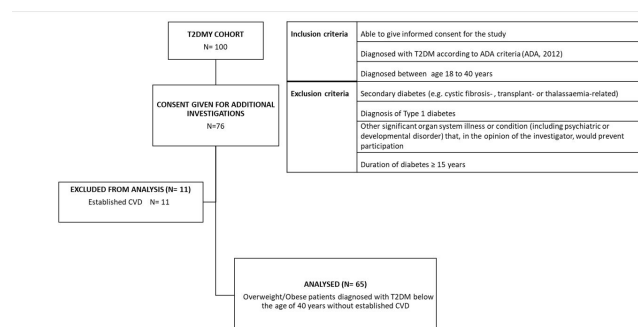 T2DMY COHORT
N= 100
CONSENT GIVEN FOR ADDITIONAL
INVESTIGATIONS
N=76
EXCLUDED FROM ANALYSIS (N= 11)
Established CVD N= 11
ANALYSED (N= 65)
Overweight/Obese patients diagnosed with T2DM below
the age of 40 years without established CVD
Inclusion criteria
Able to give informed consent for the study
Diagnosed with T2DM according to ADA criteria (ADA, 2012)
Diagnosed between age 18 to 40 years
Exclusion criteria
Secondary diabetes (e.g. cystic fibrosis-, transplant- or thalassaemia-related)
Diagnosis of Type 1 diabetes
Other significant organ system illness or condition (including psychiatric or
developmental disorder) that, in the opinion of the investigator, would prevent
participation
Duration of diabetes ≥ 15 years